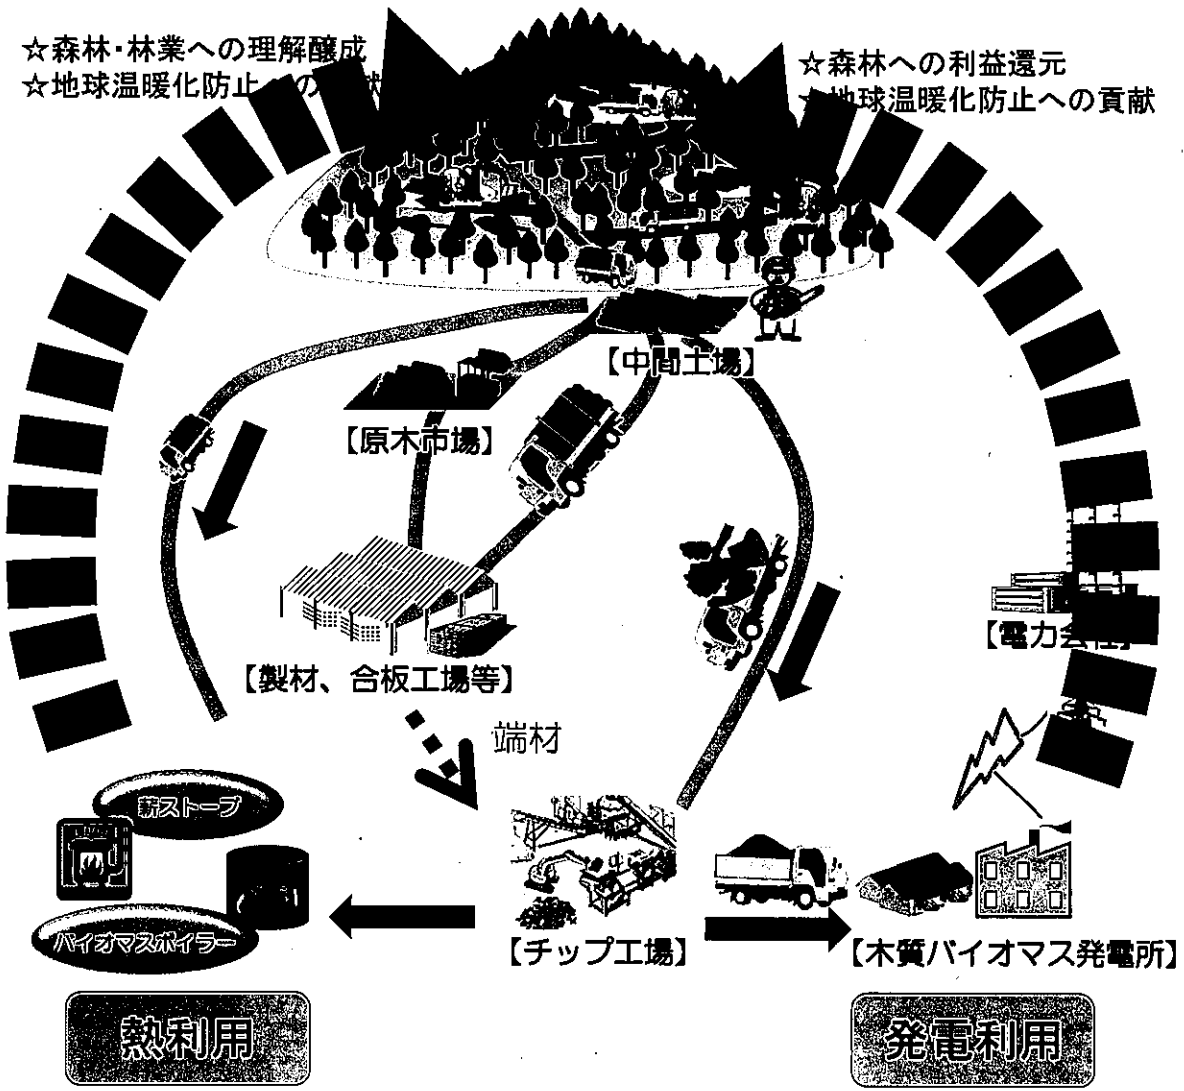 ☆森林・林業への理解醸成
☆地球温暖化防止への 献
☆森林への利益還元
☆地球温暖化防止への貢献
【中間土場】
【原木市場】
【製材、合板工場等】
端材
【電力会社】
薪ストーブ
バイオマスボイラー
【チップ工場】
【木質バイオマス発電所】
熱利用
発電利用